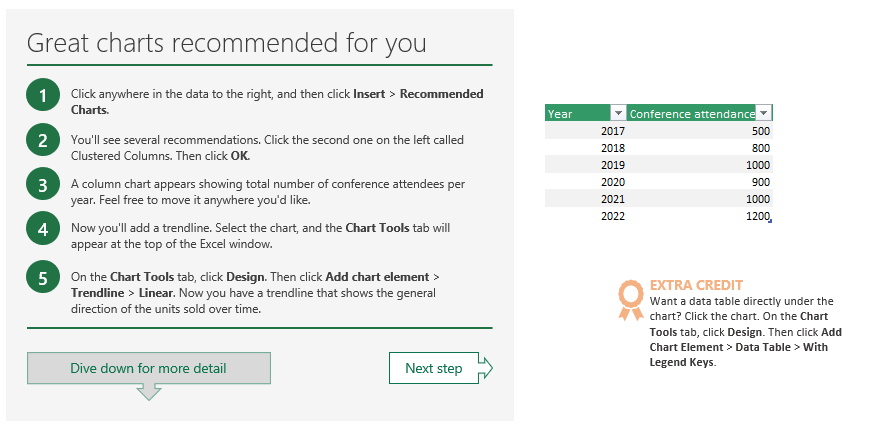 Great charts recommended for you
1
Click anywhere in the data to the right, and then click Insert > Recommended
Charts.
2
You'll see several recommendations. Click the second one on the left called
Clustered Columns. Then click OK.
3
A column chart appears showing total number of conference attendees per
year. Feel free to move it anywhere you'd like.
4
Now you'll add a trendline. Select the chart, and the Chart Tools tab will
appear at the top of the Excel window.
5
On the Chart Tools tab, click Design. Then click Add chart element >
Trendline > Linear. Now you have a trendline that shows the general
direction of the units sold over time.
Dive down for more detail
Next step
Year Conference attendance
2017 500
2018 800
2019 1000
2020 900
2021 1000
2022 1200
EXTRA CREDIT
Want a data table directly under the
chart? Click the chart. On the Chart
Tools tab, click Design. Then click Add
Chart Element > Data Table > With
Legend Keys.